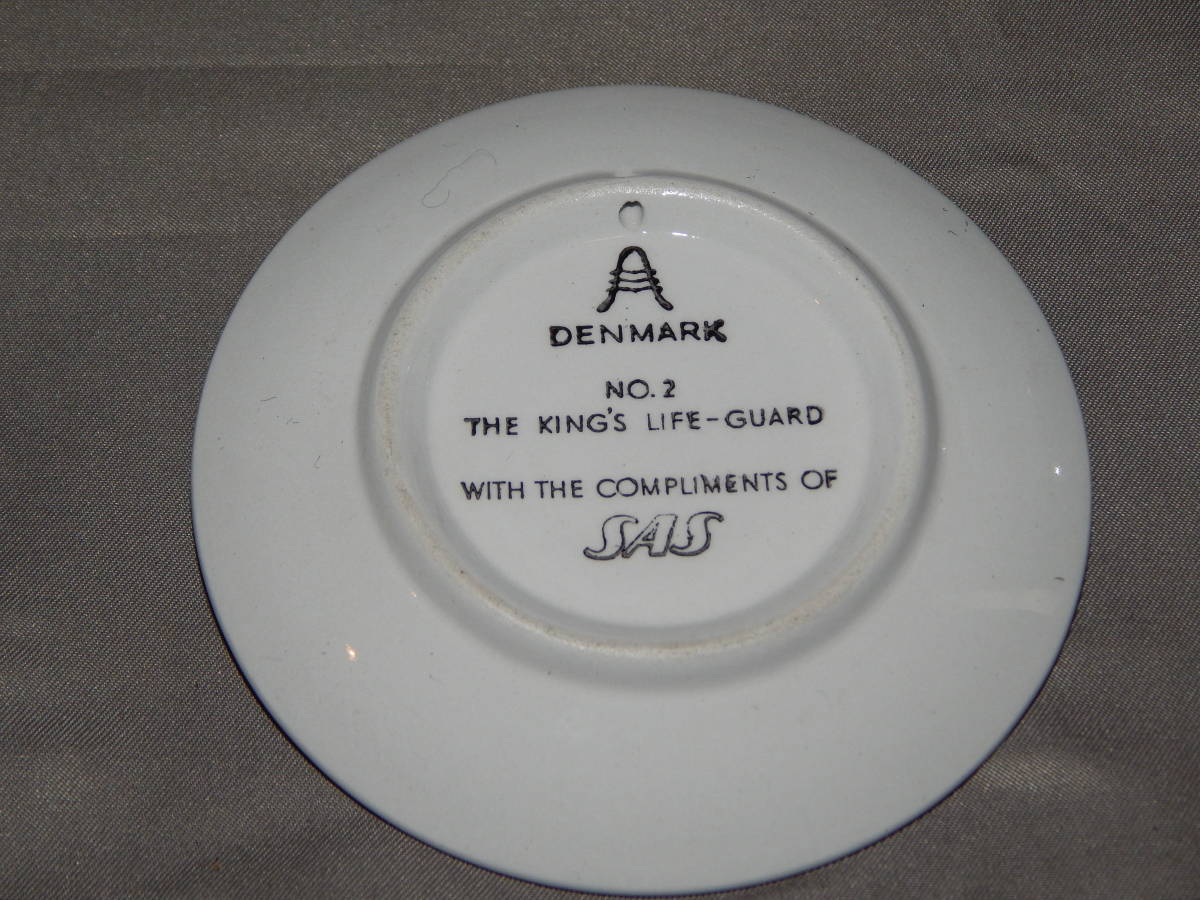 A
DENMARK
NO. 2
THE KING'S LIFE-GUARD
WITH THE COMPLIMENTS OF
SAS